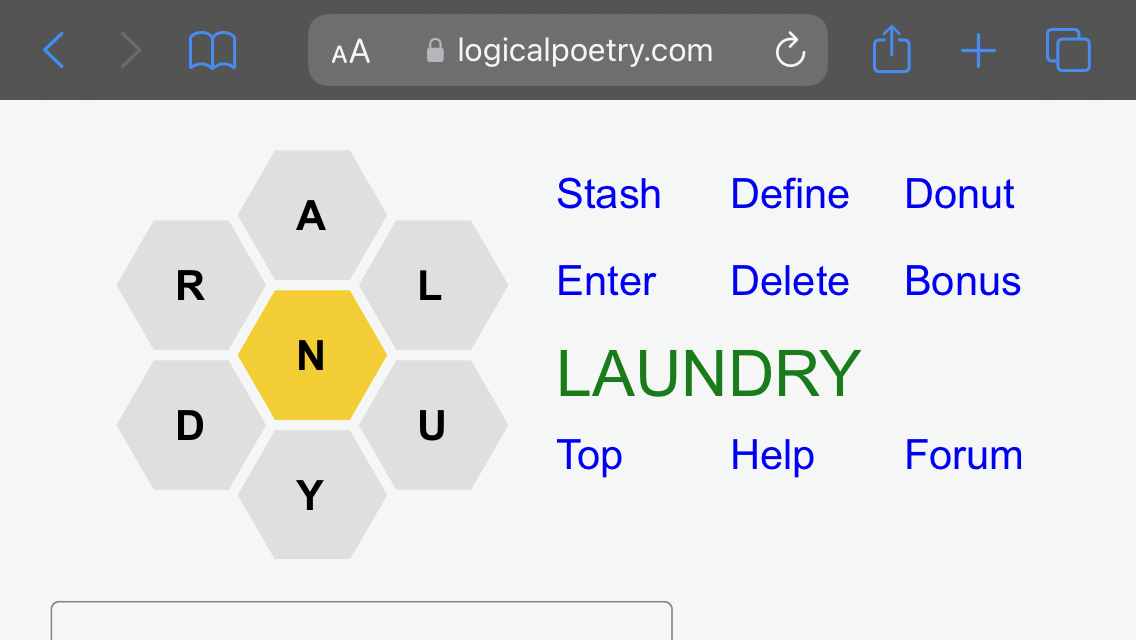 AA logicalpoetry.com
A
R L
N
D U
Y
Stash Define Donut
Enter Delete Bonus
LAUNDRY
Top Help Forum